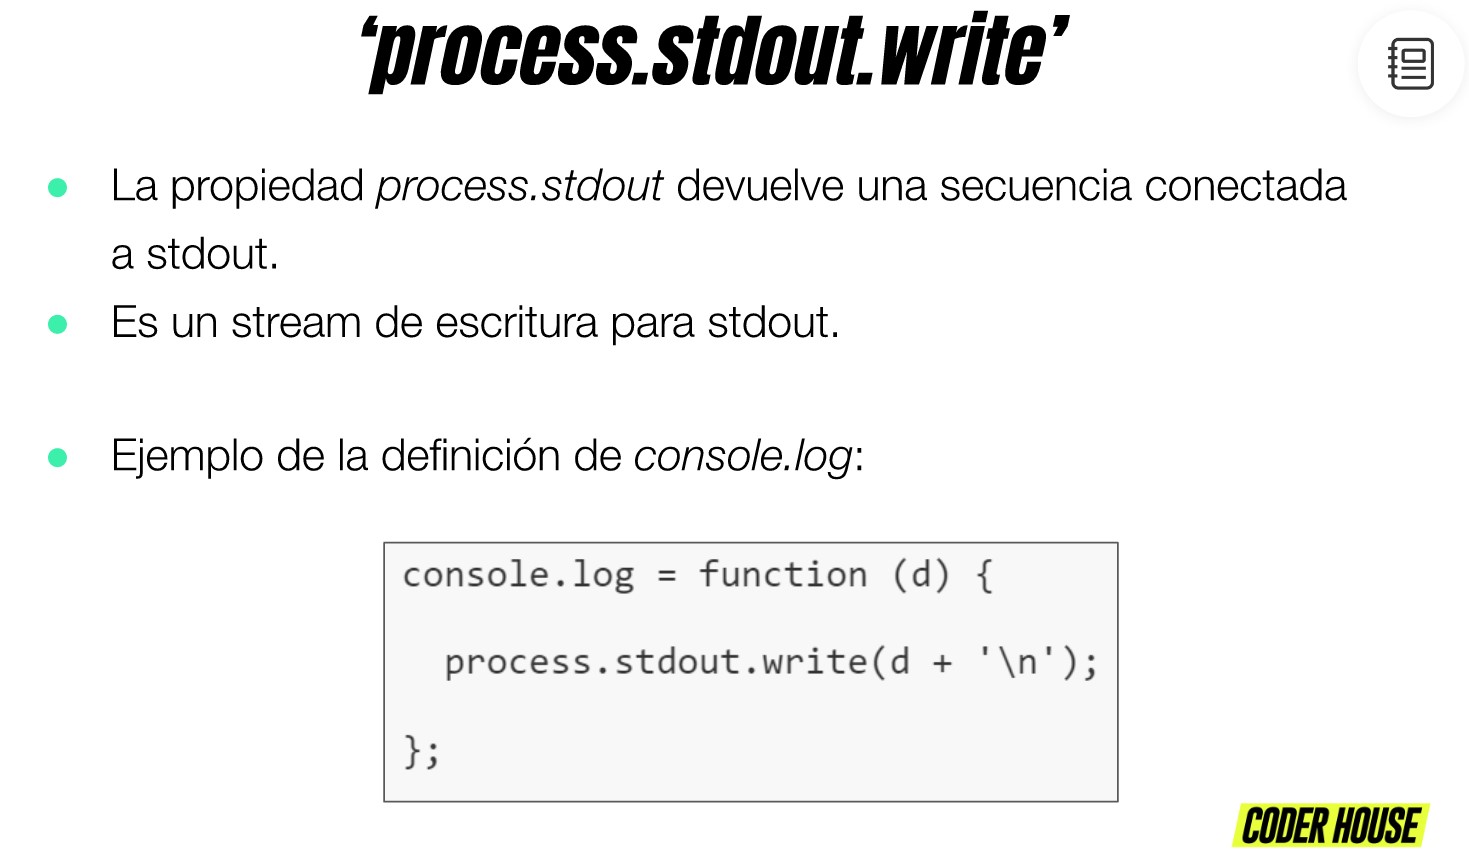 ‘process.stdout.write’
La propiedad process.stdout devuelve una secuencia conectada
a stdout.
Es un stream de escritura para stdout.
Ejemplo de la definición de console.log:
console.log = function (d) {
process.stdout.write(d + '\n');
};
CODER HOUSE